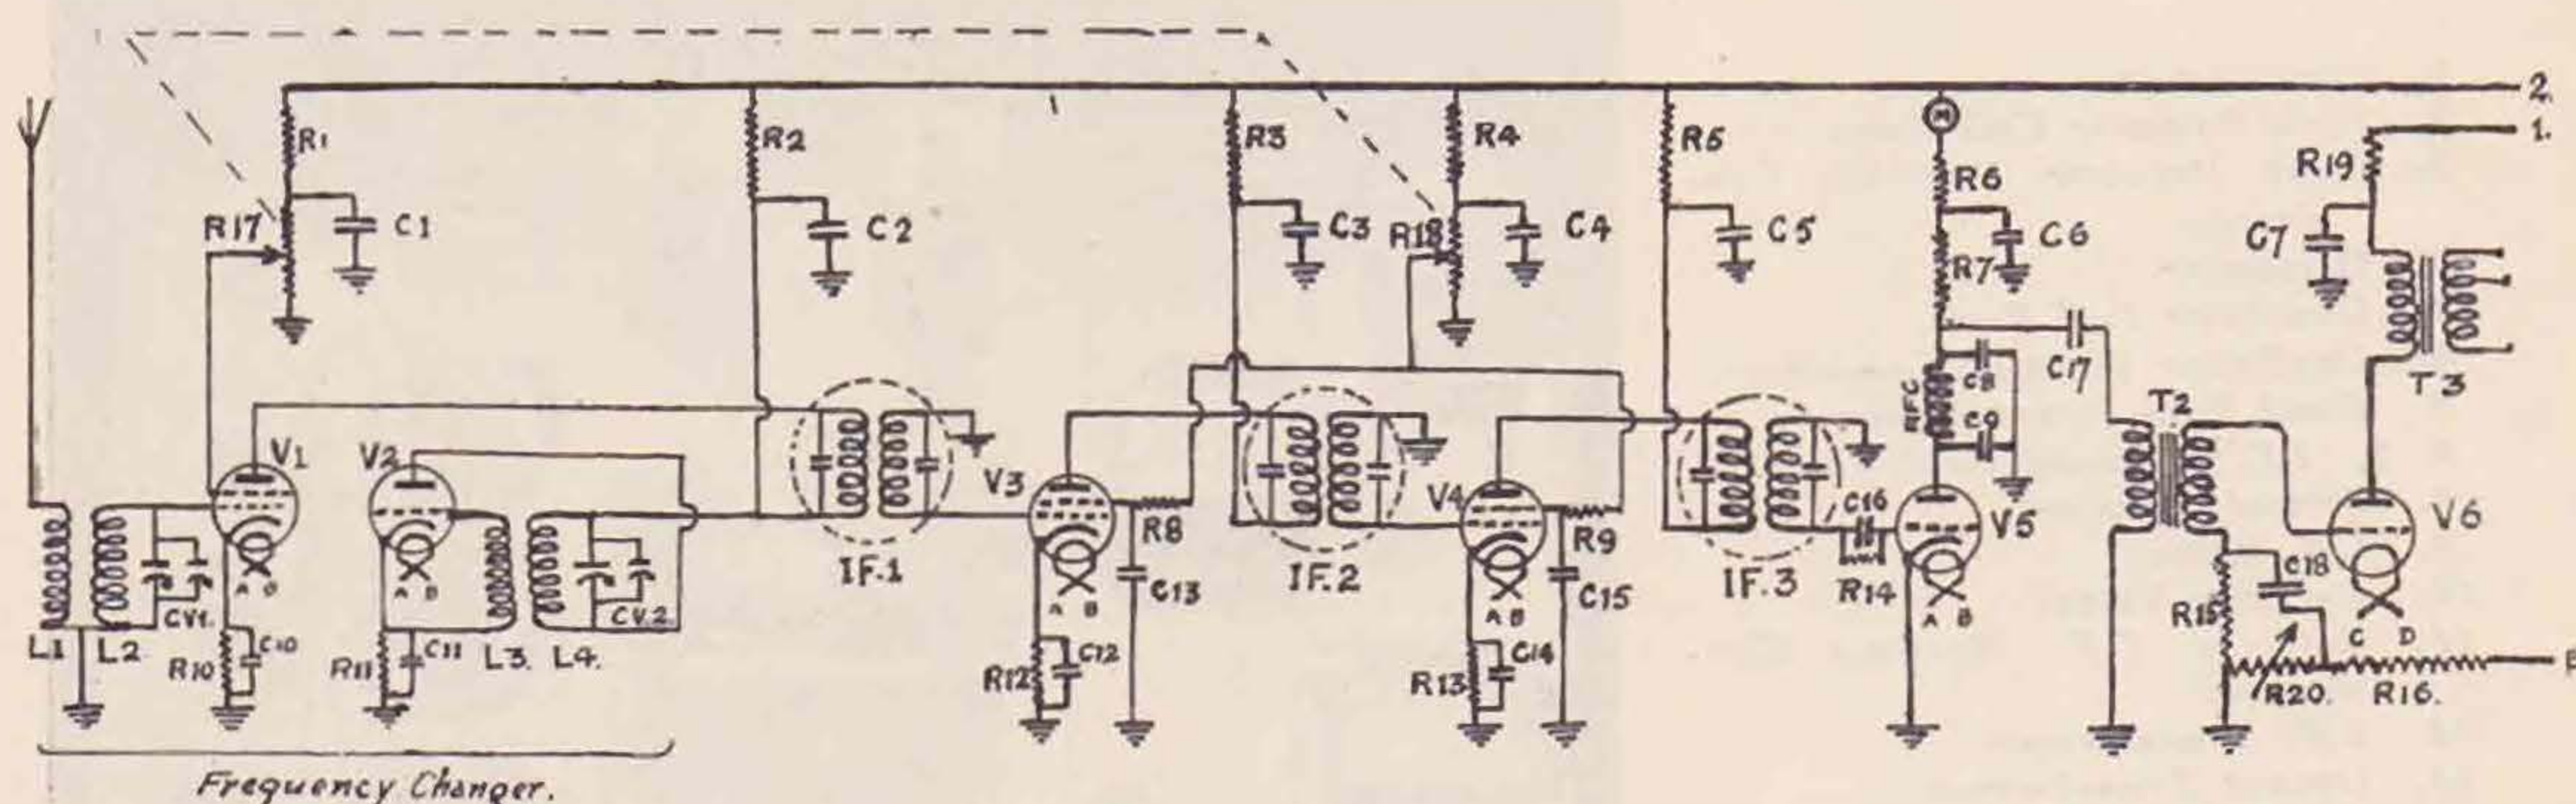 2.
1.
R1
R2
R3
R4
R5
M
R6
R19
R17
C1
C2
C3
R18
C4
C5
C6
C7
R7
RFC
C8
C9
C17
T2
T3
V1
V2
V3
V4
V5
V6
R8
R9
C16
R14
IF.1
IF.2
IF.3
A B
A B
A B
A B
A B
C D
CV1.
CV.2
C13
C15
C18
R15
L1
L2
R10
C10
R11
C11
L3.
L4.
R12
C12
R13
C14
R20.
R16.
Frequency Changer.